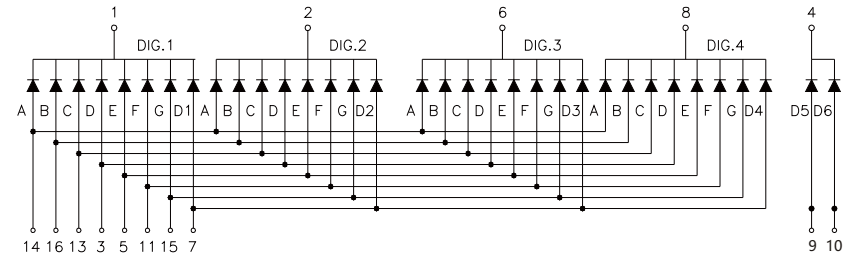 1 2 6 8 4
DIG.1 DIG.2 DIG.3 DIG.4
A B C D E F G D1 A B C D E F G D2 A B C D E F G D3 A B C D E F G D4 D5 D6
14 16 13 3 5 11 15 7 9 10